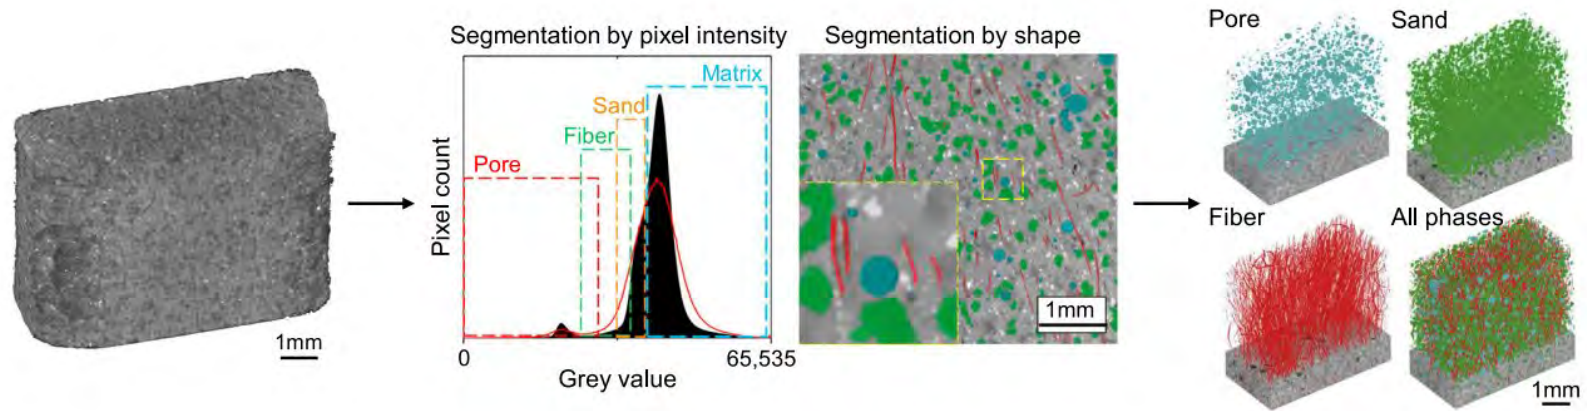 1mm
Segmentation by pixel intensity
Matrix
Sand
Fiber
Pore
Pixel count
0
65,535
Grey value
Segmentation by shape
1mm
Pore
Sand
Fiber
All phases
1mm